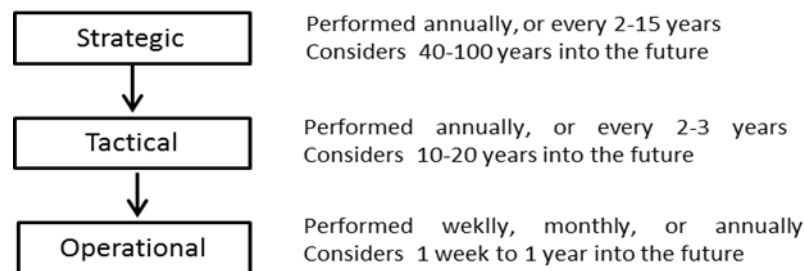 Strategic
Performed annually, or every 2-15 years
Considers 40-100 years into the future
Tactical
Performed annually, or every 2-3 years
Considers 10-20 years into the future
Operational
Performed weklly, monthly, or annually
Considers 1 week to 1 year into the future